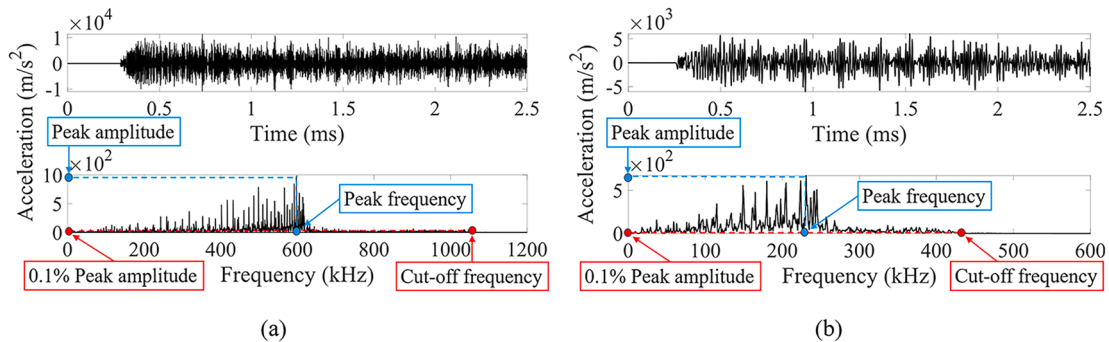 ×10⁴
1
0
-1
Acceleration (m/s²)
0 0.5 1 1.5 2 2.5
Time (ms)
Peak amplitude
×10²
10
5
0
Peak frequency
0 200 400 600 800 1000 1200
0.1% Peak amplitude
Frequency (kHz)
Cut-off frequency
(a)
×10³
5
0
-5
Acceleration (m/s²)
0 0.5 1 1.5 2 2.5
Time (ms)
Peak amplitude
×10²
5
0
Peak frequency
0 100 200 300 400 500 600
0.1% Peak amplitude
Frequency (kHz)
Cut-off frequency
(b)